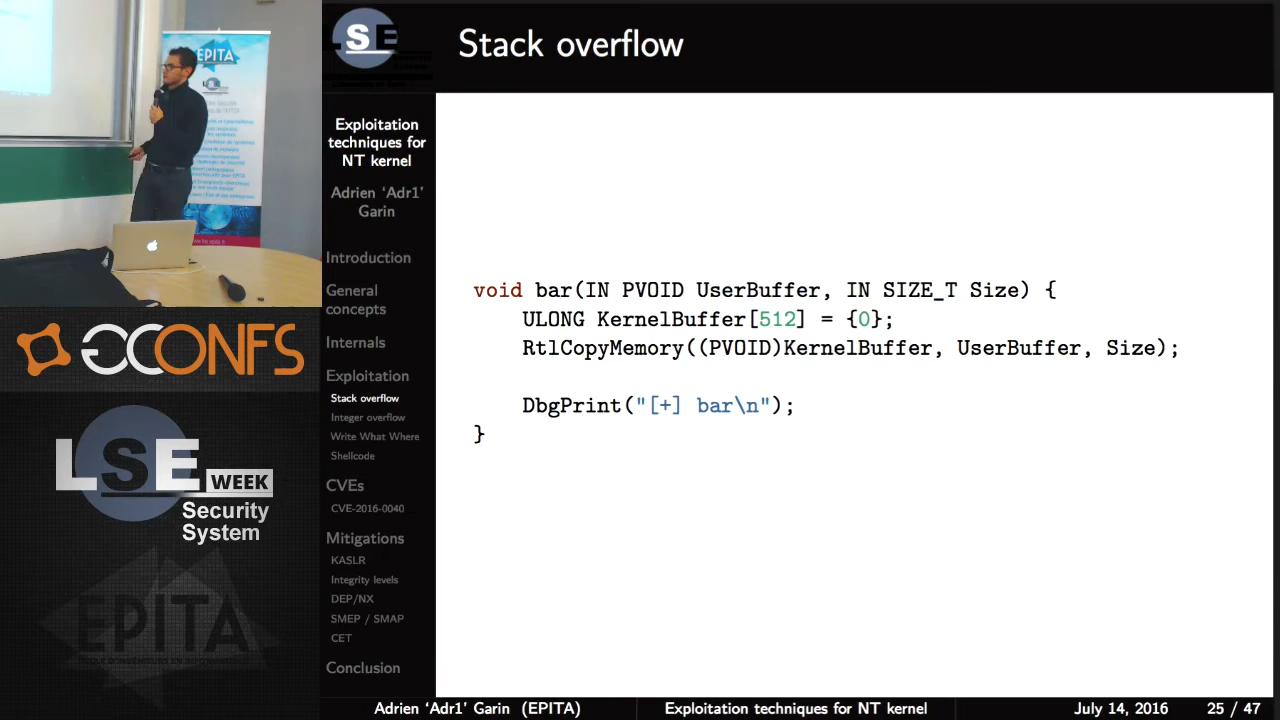 EPITA
LSE
LSE
Stack overflow
Exploitation
techniques for
NT kernel
Adrien ‘Adr1’
Garin
Introduction
General
concepts
Internals
Exploitation
Stack overflow
Integer overflow
Write What Where
Shellcode
CVEs
CVE-2016-0040
Mitigations
KASLR
Integrity levels
DEP/NX
SMEP / SMAP
CET
Conclusion
void bar(IN PVOID UserBuffer, IN SIZE_T Size) {
ULONG KernelBuffer[512] = {0};
RtlCopyMemory((PVOID)KernelBuffer, UserBuffer, Size);
DbgPrint("[+] bar\n");
}
GCONFS
LSE WEEK
Security
System
EPITA
Adrien ‘Adr1’ Garin (EPITA) Exploitation techniques for NT kernel July 14, 2016 25 / 47